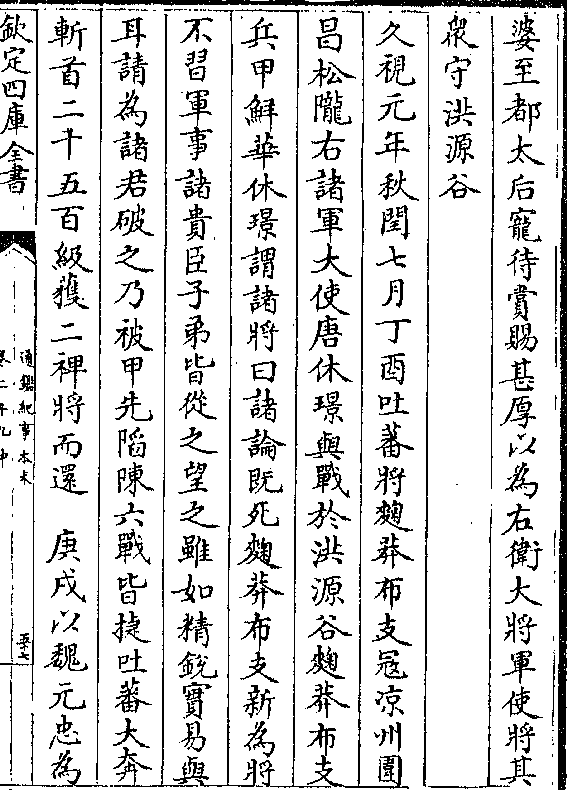 婆至都太后寵待賞賜甚厚以為右衛大將軍使將其
衆守洪源谷
久視元年秋閏七月丁酉吐蕃將麴莽布支冦凉州圍
昌松隴右諸軍大使唐休璟與戰於洪源谷麴莽布支
兵甲鮮華休璟謂諸將曰諸論既死麴莽布支新為將
不習軍事諸貴臣子弟皆從之望之雖如精鋭實易與
耳請為諸君破之乃被甲先陷陳六戰皆捷吐蕃大奔
斬首二千五百級獲二裨將而還　庚戌以魏元忠為
欽定四庫全書
通鑑紀事本末